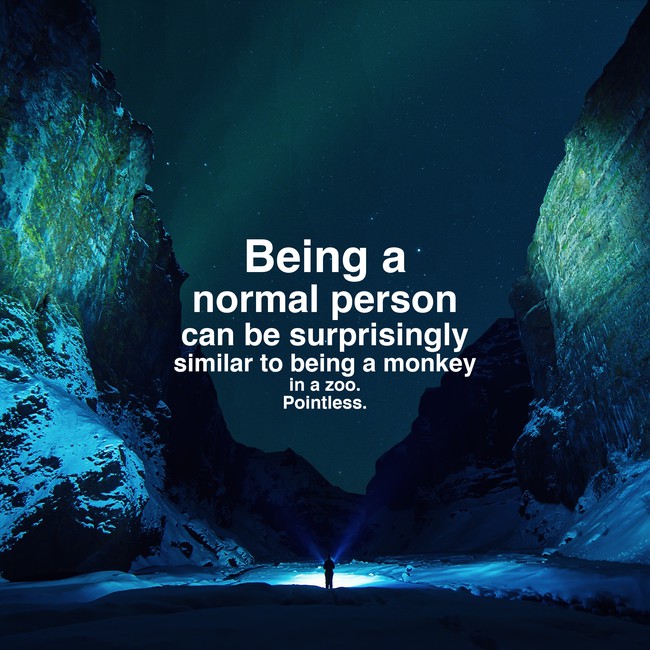 Being a
normal person
can be surprisingly
similar to being a monkey
in a zoo.
Pointless.